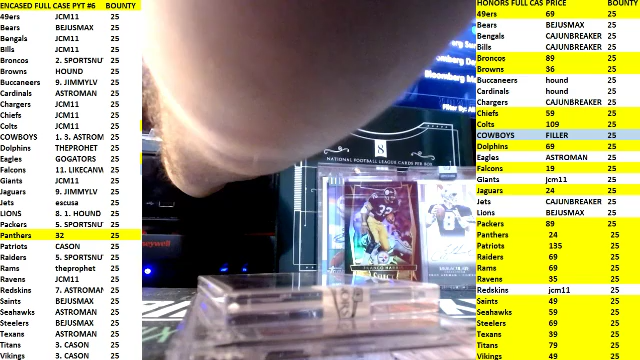 ENCASED FULL CASE PYT #6 BOUNTY
49ers JCM11 25
Bears BEJUSMAX 25
Bengals JCM11 25
Bills JCM11 25
Broncos 2. SPORTSNU 25
Browns HOUND 25
Buccaneers 9. JIMMYLV 25
Cardinals ASTROMAN 25
Chargers JCM11 25
Chiefs JCM11 25
Colts JCM11 25
COWBOYS 1. 3. ASTROM 25
Dolphins THEPROHET 25
Eagles GOGATORS 25
Falcons 11. LIKECANW 25
Giants JCM11 25
Jaguars 9. JIMMYLV 25
Jets escusa 25
LIONS 8. 1. HOUND 25
Packers 5. SPORTSNU 25
Panthers 32 25
Patriots CASON 25
Raiders 5. SPORTSNU 25
Rams theprophet 25
Ravens JCM11 25
Redskins 7. ASTROMAN 25
Saints BEJUSMAX 25
Seahawks ASTROMAN 25
Steelers BEJUSMAX 25
Texans ASTROMAN 25
Titans 3. CASON 25
Vikings 3. CASON 25
8
NATIONAL FOOTBALL LEAGUE CARDS PER BOX
HONORS FULL CAS PRICE BOUNTY
49ers 69 25
Bears BEJUSMAX 25
Bengals CAJUNBREAKER 25
Bills CAJUNBREAKER 25
Broncos 89 25
Browns 36 25
Buccaneers hound 25
Cardinals hound 25
Chargers CAJUNBREAKER 25
Chiefs 59 25
Colts 109 25
COWBOYS FILLER 25
Dolphins 69 25
Eagles ASTROMAN 25
Falcons 19 25
Giants jcm11 25
Jaguars 24 25
Jets CAJUNBREAKER 25
Lions BEJUSMAX 25
Packers 89 25
Panthers 24 25
Patriots 135 25
Raiders 69 25
Rams 69 25
Ravens 35 25
Redskins jcm11 25
Saints 49 25
Seahawks 59 25
Steelers 69 25
Texans 39 25
Titans 79 25
Vikings 49 25